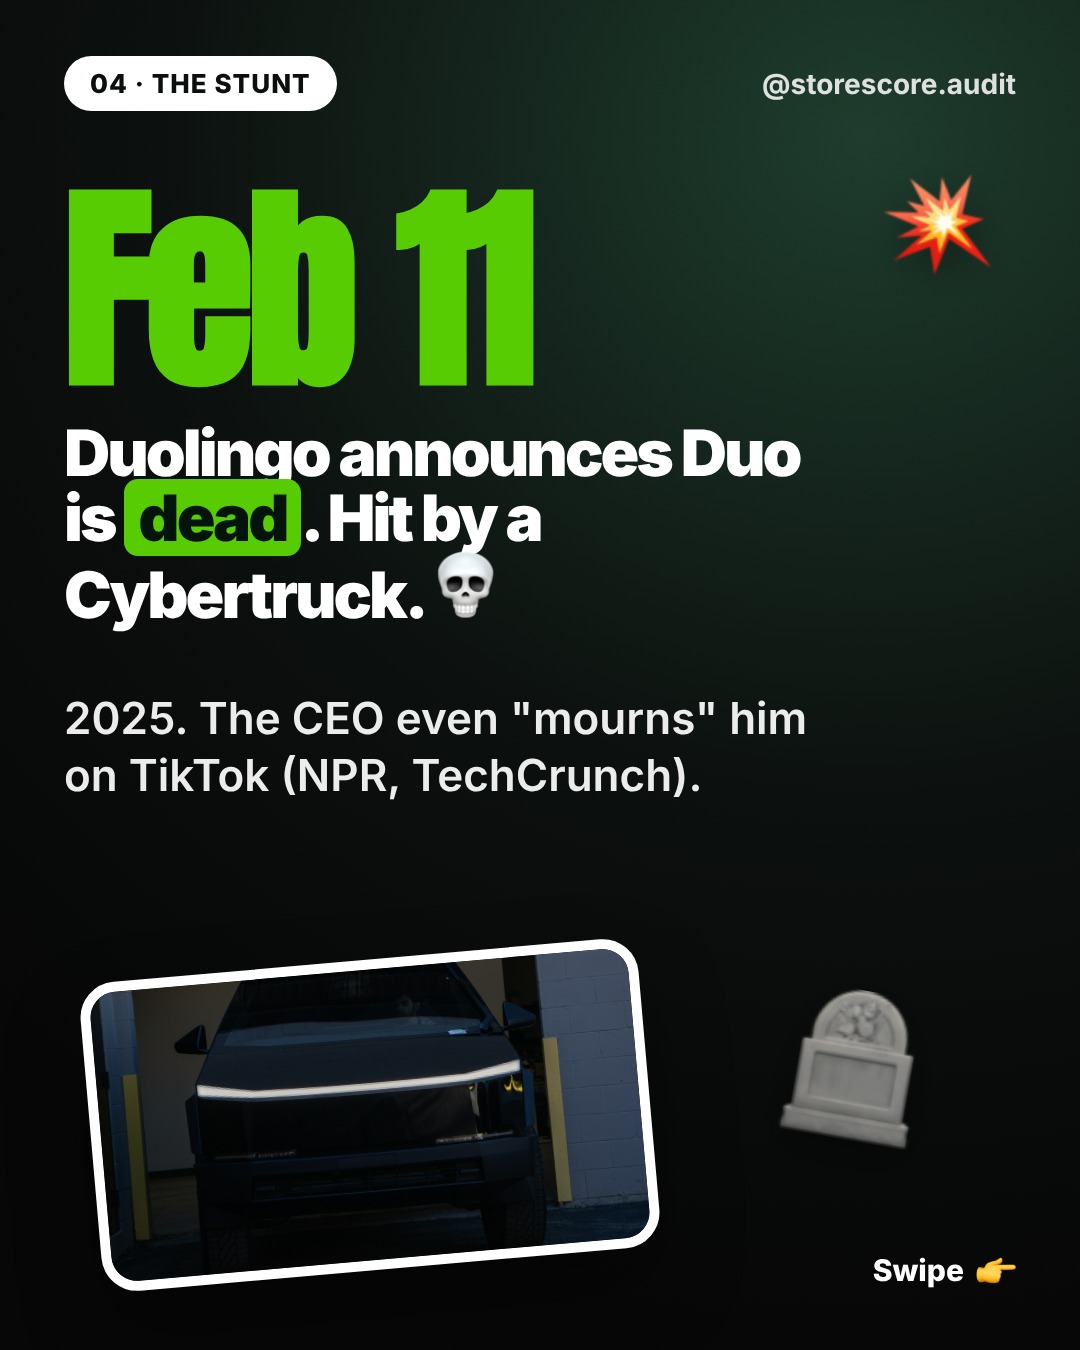 04 · THE STUNT
@storescore.audit
Feb 11
Duolingo announces Duo
is dead. Hit by a
Cybertruck. 💀
2025. The CEO even "mourns" him
on TikTok (NPR, TechCrunch).
Swipe 👉